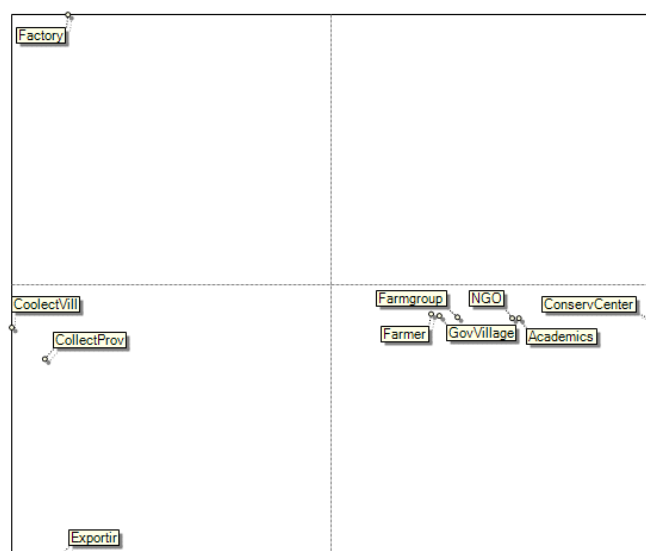 Factory
CoolectVill
Farmgroup
NGO
ConservCenter
CollectProv
Farmer
GovVillage
Academics
Exportir